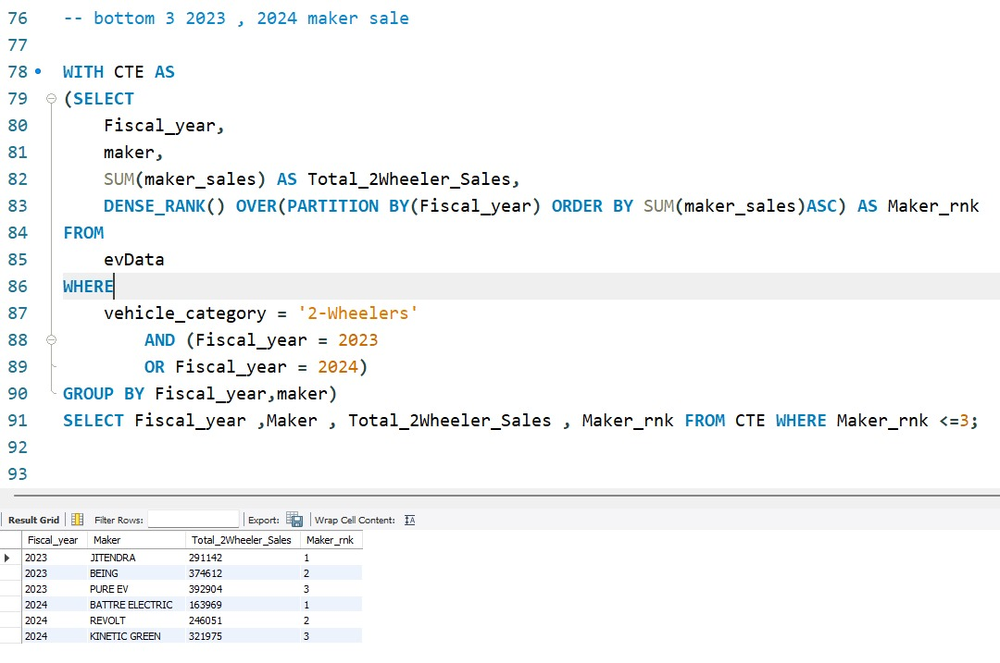 76 -- bottom 3 2023 , 2024 maker sale
77
78 WITH CTE AS
79 (SELECT
80 Fiscal_year,
81 maker,
82 SUM(maker_sales) AS Total_2Wheeler_Sales,
83 DENSE_RANK() OVER(PARTITION BY(Fiscal_year) ORDER BY SUM(maker_sales)ASC) AS Maker_rnk
84 FROM
85 evData
86 WHERE
87 vehicle_category = '2-Wheelers'
88 AND (Fiscal_year = 2023
89 OR Fiscal_year = 2024)
90 GROUP BY Fiscal_year,maker)
91 SELECT Fiscal_year ,Maker , Total_2Wheeler_Sales , Maker_rnk FROM CTE WHERE Maker_rnk <=3;
92
93
Result Grid Filter Rows: Export: Wrap Cell Content: IA
Fiscal_year Maker Total_2Wheeler_Sales Maker_rnk
2023 JITENDRA 291142 1
2023 BEING 374612 2
2023 PURE EV 392904 3
2024 BATTRE ELECTRIC 163969 1
2024 REVOLT 246051 2
2024 KINETIC GREEN 321975 3